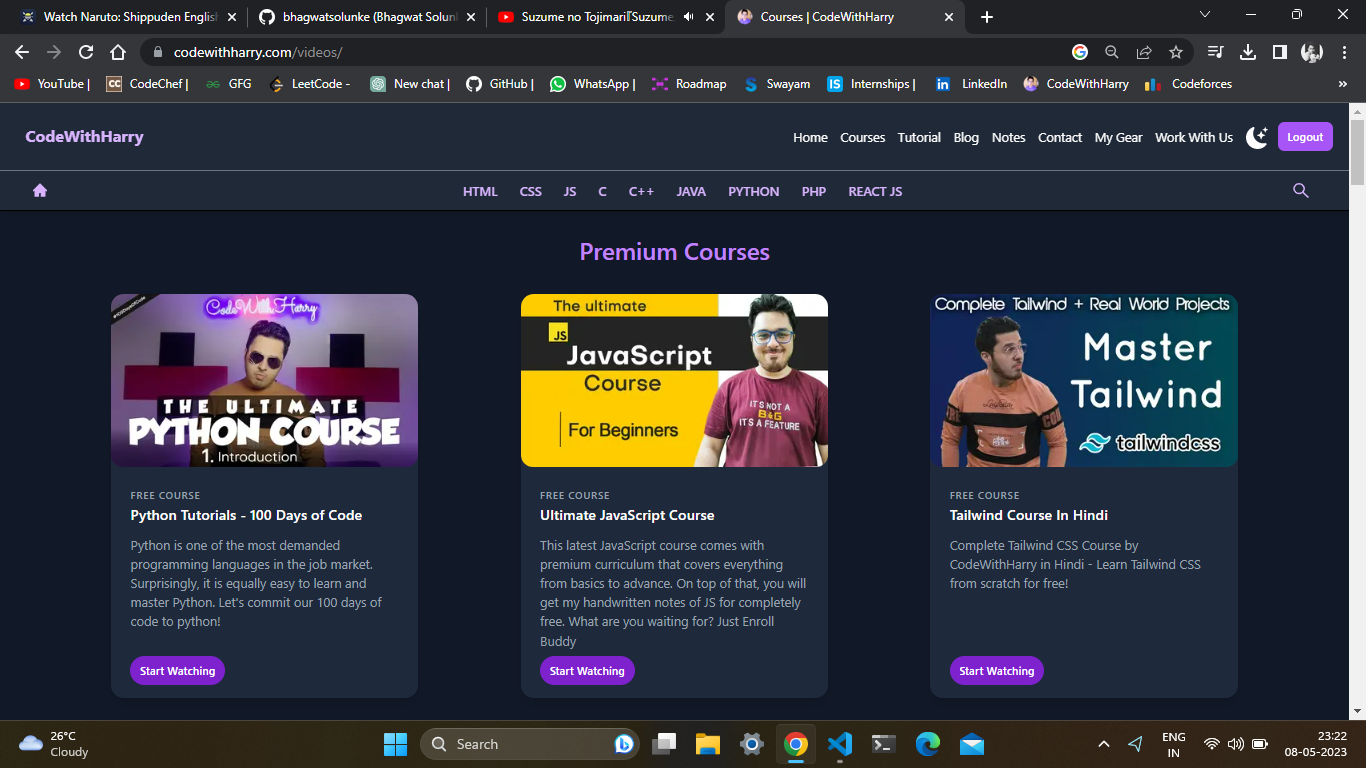 Watch Naruto: Shippuden English
bhagwatsolunke (Bhagwat Solun
Suzume no Tojimari『Suzume
Courses | CodeWithHarry
codewithharry.com/videos/
YouTube |
CodeChef |
GFG
LeetCode -
New chat |
GitHub |
WhatsApp |
Roadmap
Swayam
Internships |
LinkedIn
CodeWithHarry
Codeforces
»
CodeWithHarry
Home
Courses
Tutorial
Blog
Notes
Contact
My Gear
Work With Us
Logout
HTML
CSS
JS
C
C++
JAVA
PYTHON
PHP
REACT JS
Premium Courses
#100DaysOfCode
CodeWithHarry
THE ULTIMATE
PYTHON COURSE
1. Introduction
FREE COURSE
Python Tutorials - 100 Days of Code
Python is one of the most demanded
programming languages in the job market.
Surprisingly, it is equally easy to learn and
master Python. Let's commit our 100 days of
code to python!
Start Watching
The ultimate
JS
JavaScript
Course
For Beginners
IT'S NOT A
BUG
IT'S A FEATURE
FREE COURSE
Ultimate JavaScript Course
This latest JavaScript course comes with
premium curriculum that covers everything
from basics to advance. On top of that, you will
get my handwritten notes of JS for completely
free. What are you waiting for? Just Enroll
Buddy
Start Watching
Complete Tailwind + Real World Projects
Master
Tailwind
tailwindcss
FREE COURSE
Tailwind Course In Hindi
Complete Tailwind CSS Course by
CodeWithHarry in Hindi - Learn Tailwind CSS
from scratch for free!
Start Watching
26°C
Cloudy
Search
ENG
IN
23:22
08-05-2023